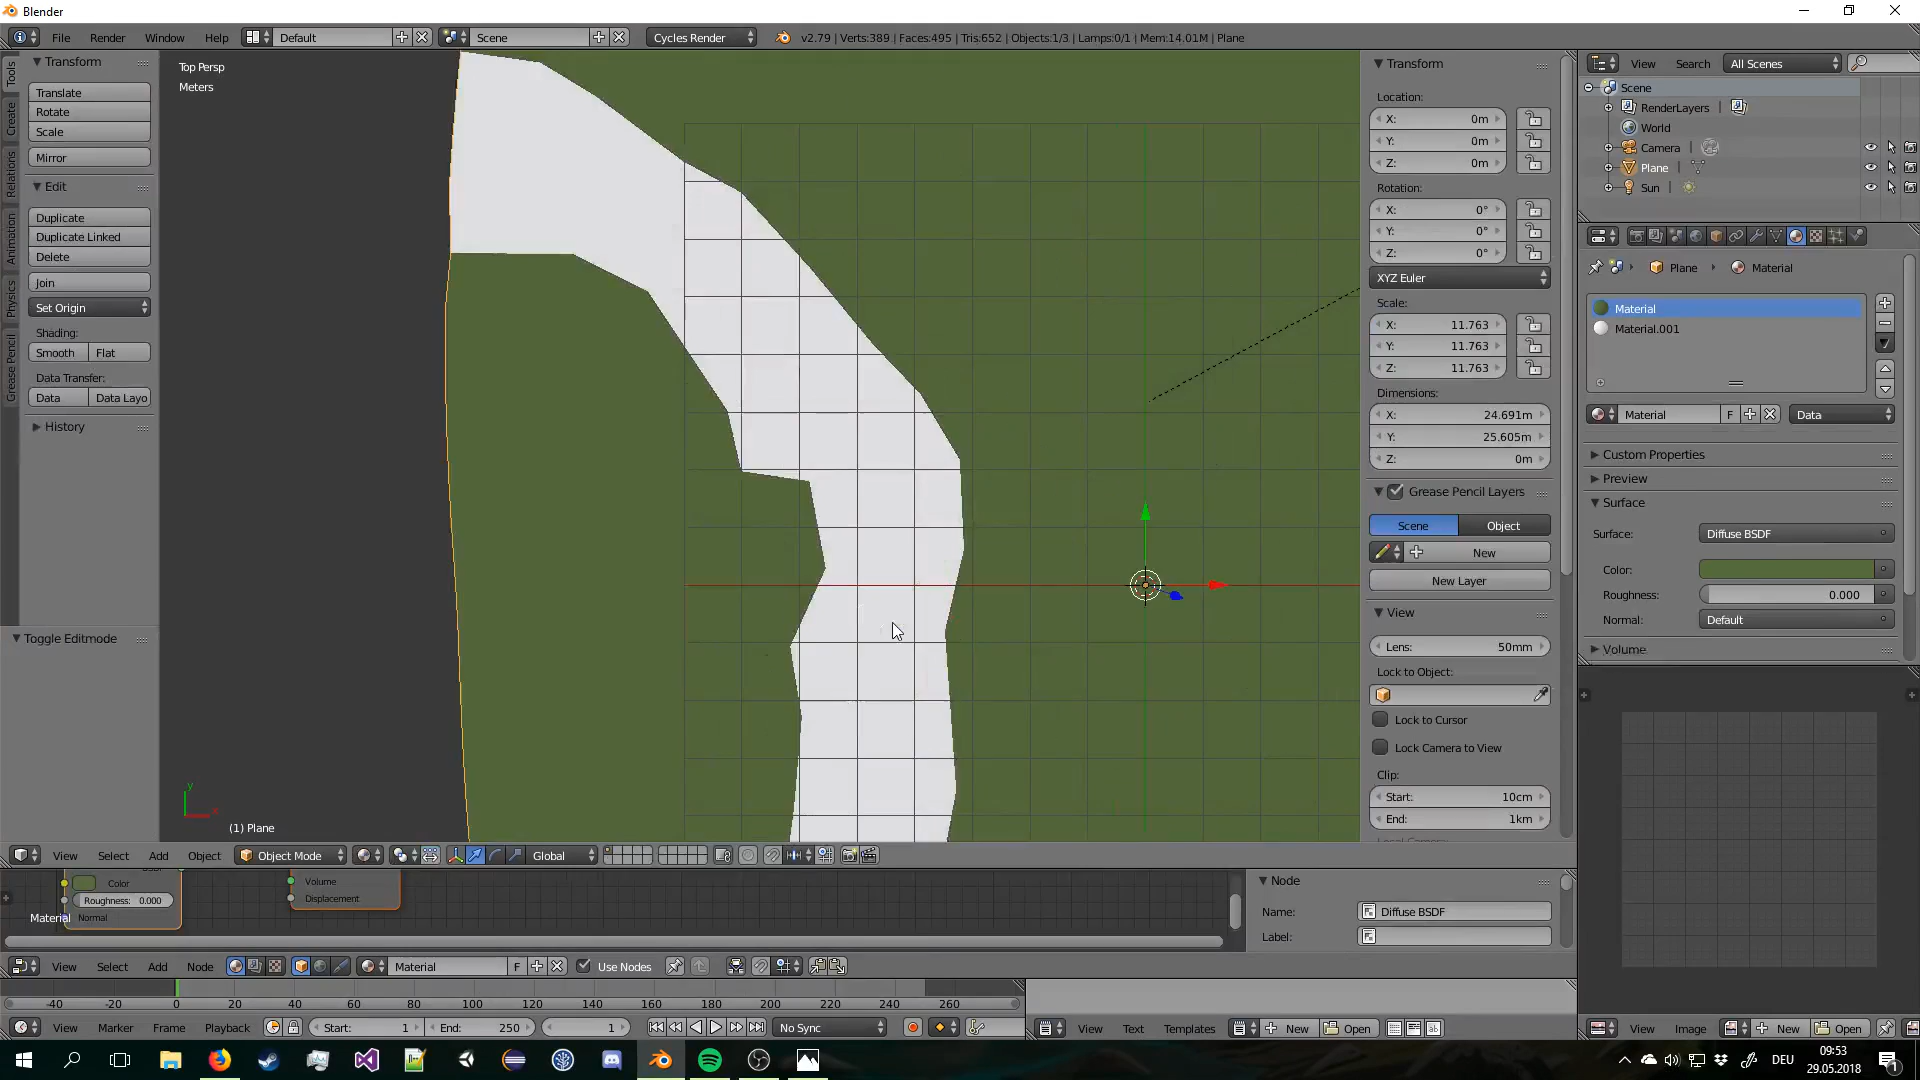 Blender
File Render Window Help Default Scene Cycles Render v2.79 | Verts:389 | Faces:495 | Tris:652 | Objects:1/3 | Lamps:0/1 | Mem:14.01M | Plane
Tools
Create
Relations
Animation
Physics
Grease Pencil
Transform
Translate
Rotate
Scale
Mirror
Edit
Duplicate
Duplicate Linked
Delete
Join
Set Origin
Shading:
Smooth Flat
Data Transfer:
Data Data Layo
History
Toggle Editmode
Top Persp
Meters
y
x
(1) Plane
Transform
Location:
X: 0m
Y: 0m
Z: 0m
Rotation:
X: 0°
Y: 0°
Z: 0°
XYZ Euler
Scale:
X: 11.763
Y: 11.763
Z: 11.763
Dimensions:
X: 24.691m
Y: 25.605m
Z: 0m
Grease Pencil Layers
Scene Object
New
New Layer
View
Lens: 50mm
Lock to Object:
Lock to Cursor
Lock Camera to View
Clip:
Start: 10cm
End: 1km
View Search All Scenes
Scene
RenderLayers |
World
Camera |
Plane |
Sun |
Plane Material
Material
Material.001
Material F Data
Custom Properties
Preview
Surface
Surface: Diffuse BSDF
Color:
Roughness: 0.000
Normal: Default
Volume
View Select Add Object Object Mode Global
Color
Roughness: 0.000
Normal
Material
Volume
Displacement
Node
Name: Diffuse BSDF
Label:
View Select Add Node Material F Use Nodes
-40 -20 0 20 40 60 80 100 120 140 160 180 200 220 240 260
View Marker Frame Playback Start: 1 End: 250 1 No Sync
View Text Templates New Open
View Image New Open
DEU
09:53
29.05.2018
1